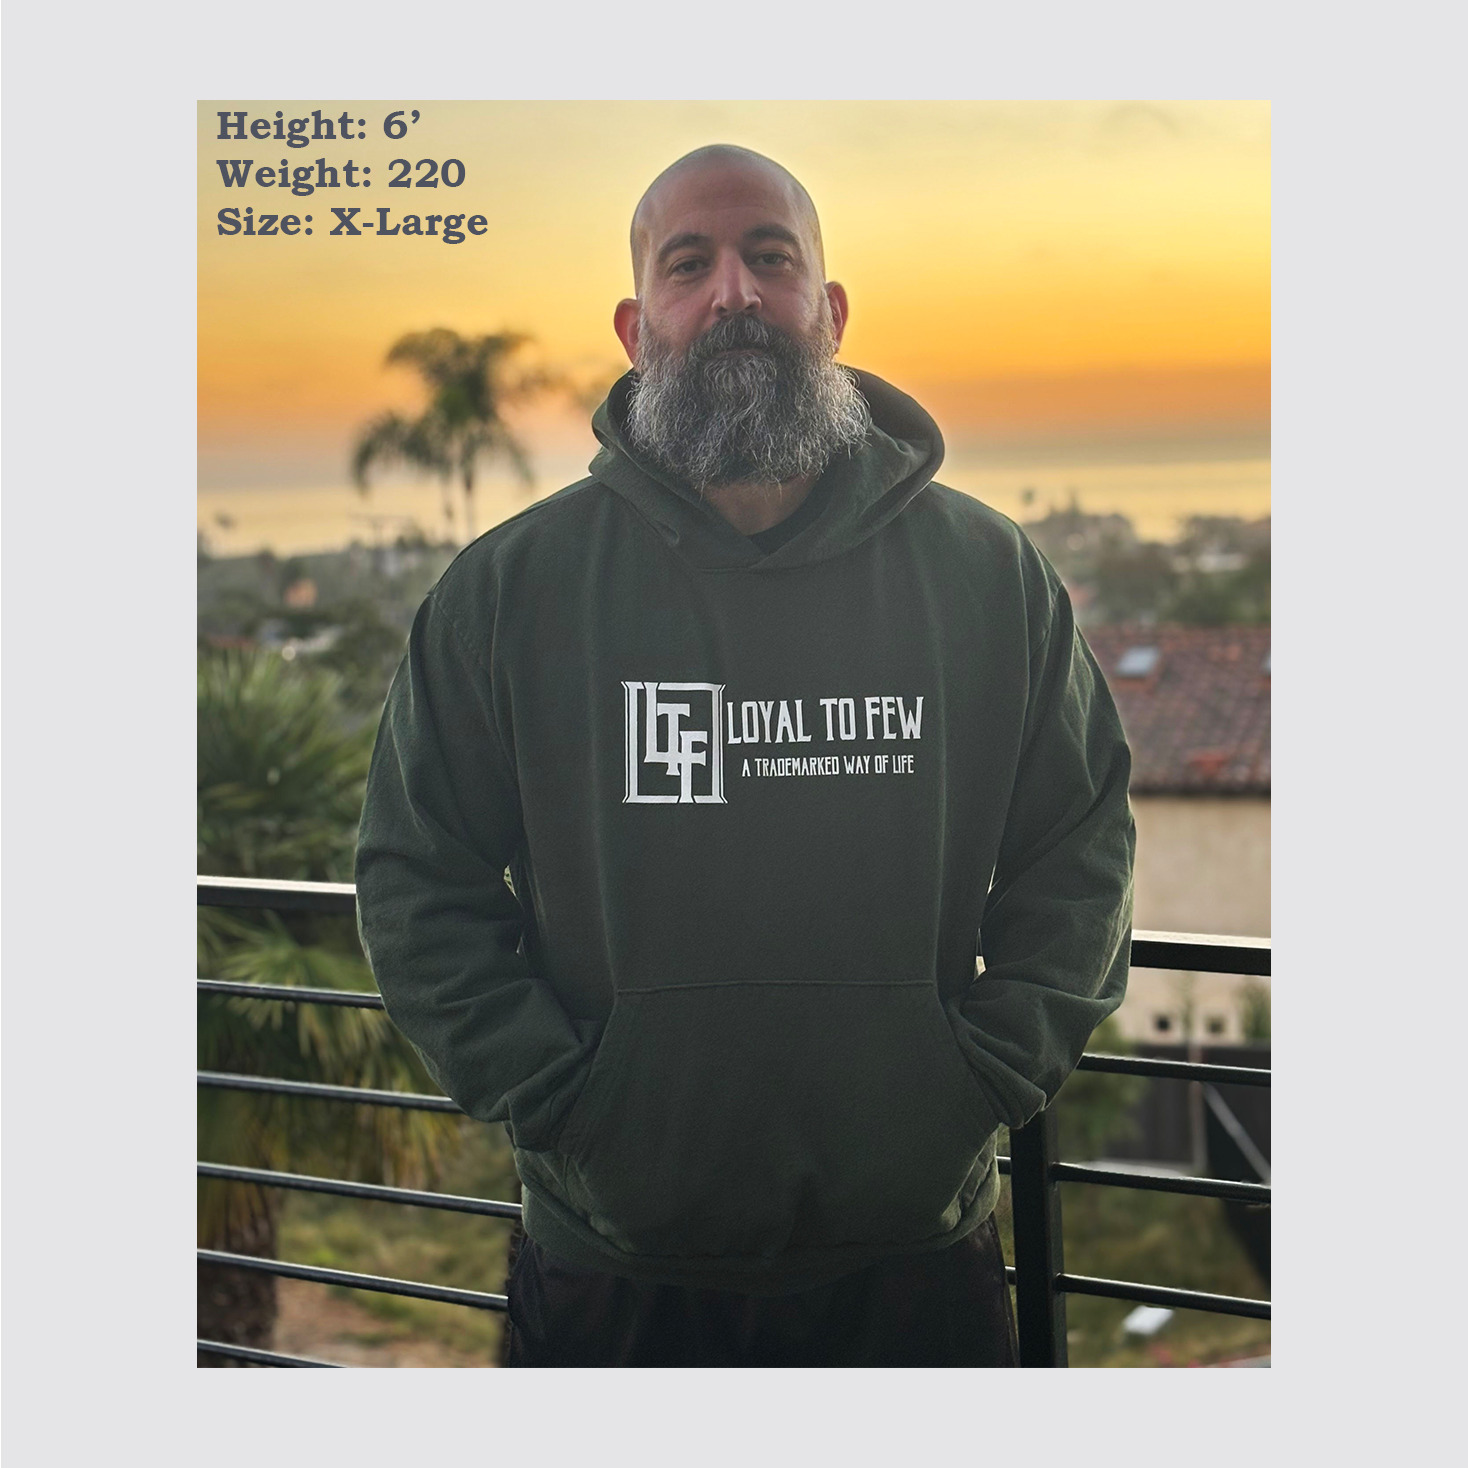 Height: 6’
Weight: 220
Size: X-Large
LTF
LOYAL TO FEW
A TRADEMARKED WAY OF LIFE